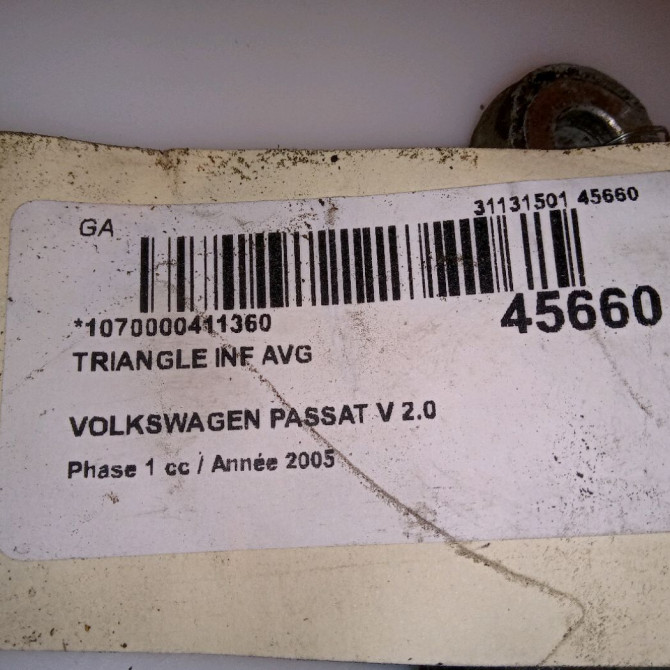 GA
31131501 45660
*1070000411360
45660
TRIANGLE INF AVG
VOLKSWAGEN PASSAT V 2.0
Phase 1 cc / Année 2005